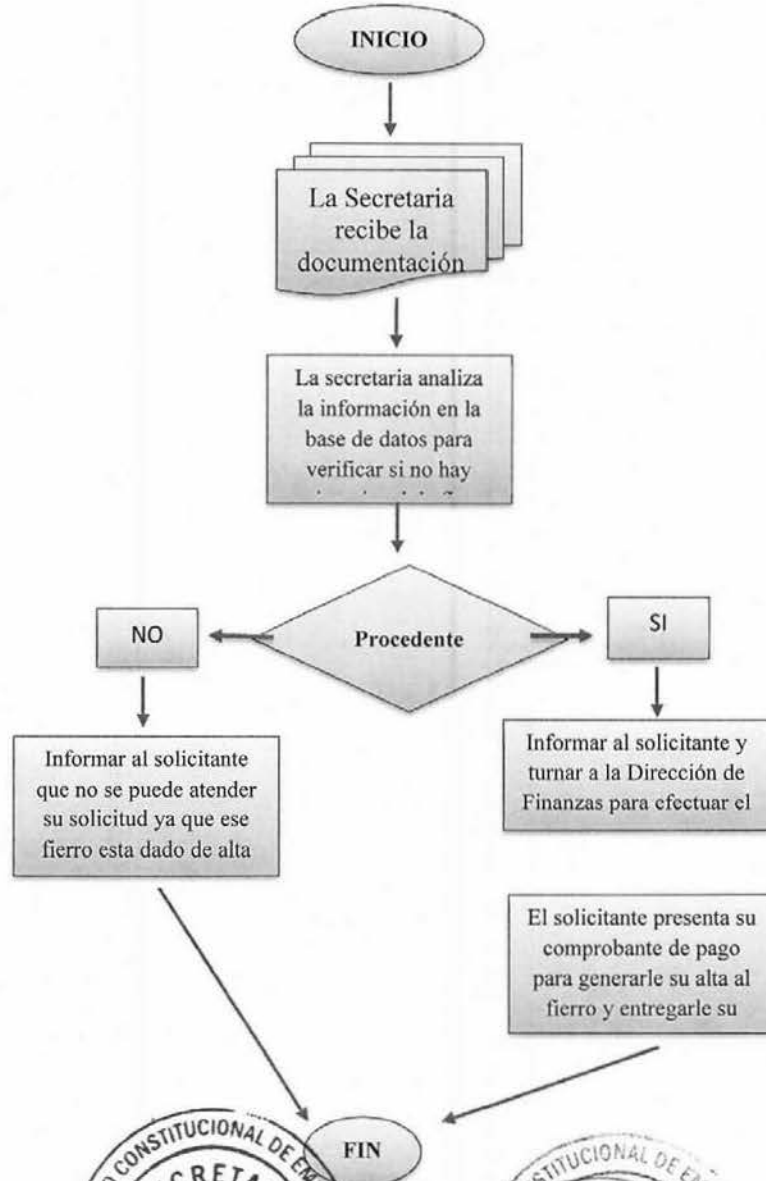 INICIO
La Secretaria
recibe la
documentación
La secretaria analiza
la información en la
base de datos para
verificar si no hay
Procedente
NO
SI
Informar al solicitante
que no se puede atender
su solicitud ya que ese
fierro esta dado de alta
Informar al solicitante y
turnar a la Dirección de
Finanzas para efectuar el
El solicitante presenta su
comprobante de pago
para generarle su alta al
fierro y entregarle su
FIN
CONSTITUCIONAL DE